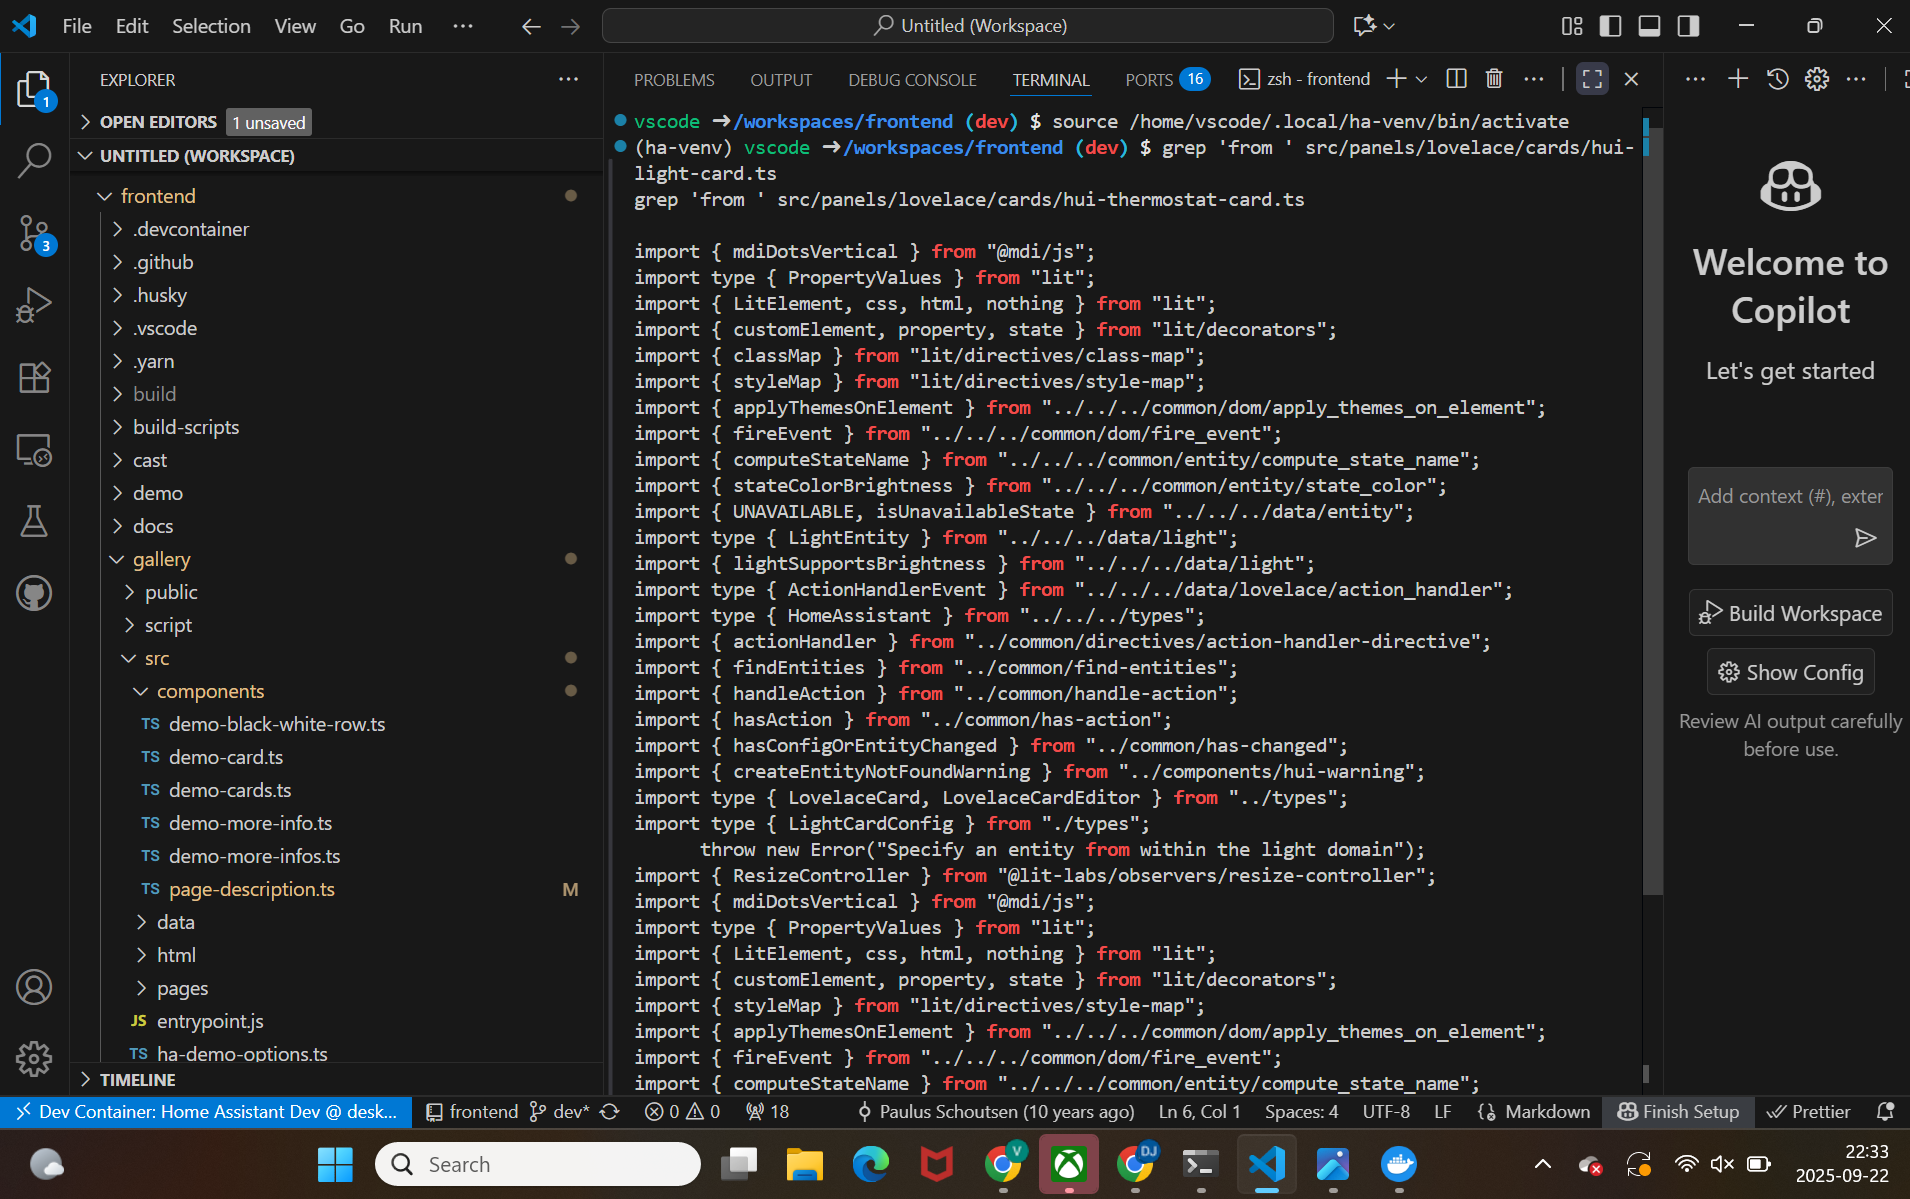 File Edit Selection View Go Run ···
Untitled (Workspace)
EXPLORER
OPEN EDITORS 1 unsaved
UNTITLED (WORKSPACE)
frontend
.devcontainer
.github
.husky
.vscode
.yarn
build
build-scripts
cast
demo
docs
gallery
public
script
src
components
TS demo-black-white-row.ts
TS demo-card.ts
TS demo-cards.ts
TS demo-more-info.ts
TS demo-more-infos.ts
TS page-description.ts M
data
html
pages
JS entrypoint.js
TS ha-demo-options.ts
TIMELINE
1
3
PROBLEMS OUTPUT DEBUG CONSOLE TERMINAL PORTS 16 zsh - frontend
vscode ➜/workspaces/frontend (dev) $ source /home/vscode/.local/ha-venv/bin/activate
(ha-venv) vscode ➜/workspaces/frontend (dev) $ grep 'from ' src/panels/lovelace/cards/hui-
light-card.ts
grep 'from ' src/panels/lovelace/cards/hui-thermostat-card.ts
import { mdiDotsVertical } from "@mdi/js";
import type { PropertyValues } from "lit";
import { LitElement, css, html, nothing } from "lit";
import { customElement, property, state } from "lit/decorators";
import { classMap } from "lit/directives/class-map";
import { styleMap } from "lit/directives/style-map";
import { applyThemesOnElement } from "../../../common/dom/apply_themes_on_element";
import { fireEvent } from "../../../common/dom/fire_event";
import { computeStateName } from "../../../common/entity/compute_state_name";
import { stateColorBrightness } from "../../../common/entity/state_color";
import { UNAVAILABLE, isUnavailableState } from "../../../data/entity";
import type { LightEntity } from "../../../data/light";
import { lightSupportsBrightness } from "../../../data/light";
import type { ActionHandlerEvent } from "../../../data/lovelace/action_handler";
import type { HomeAssistant } from "../../../types";
import { actionHandler } from "../common/directives/action-handler-directive";
import { findEntities } from "../common/find-entities";
import { handleAction } from "../common/handle-action";
import { hasAction } from "../common/has-action";
import { hasConfigOrEntityChanged } from "../common/has-changed";
import { createEntityNotFoundWarning } from "../components/hui-warning";
import type { LovelaceCard, LovelaceCardEditor } from "../types";
import type { LightCardConfig } from "./types";
throw new Error("Specify an entity from within the light domain");
import { ResizeController } from "@lit-labs/observers/resize-controller";
import { mdiDotsVertical } from "@mdi/js";
import type { PropertyValues } from "lit";
import { LitElement, css, html, nothing } from "lit";
import { customElement, property, state } from "lit/decorators";
import { styleMap } from "lit/directives/style-map";
import { applyThemesOnElement } from "../../../common/dom/apply_themes_on_element";
import { fireEvent } from "../../../common/dom/fire_event";
import { computeStateName } from "../../../common/entity/compute_state_name";
Welcome to
Copilot
Let's get started
Add context (#), exter
Build Workspace
Show Config
Review AI output carefully
before use.
Dev Container: Home Assistant Dev @ desk... frontend dev* 0 0 18 Paulus Schoutsen (10 years ago) Ln 6, Col 1 Spaces: 4 UTF-8 LF Markdown Finish Setup Prettier
Search
V
DJ
22:33
2025-09-22